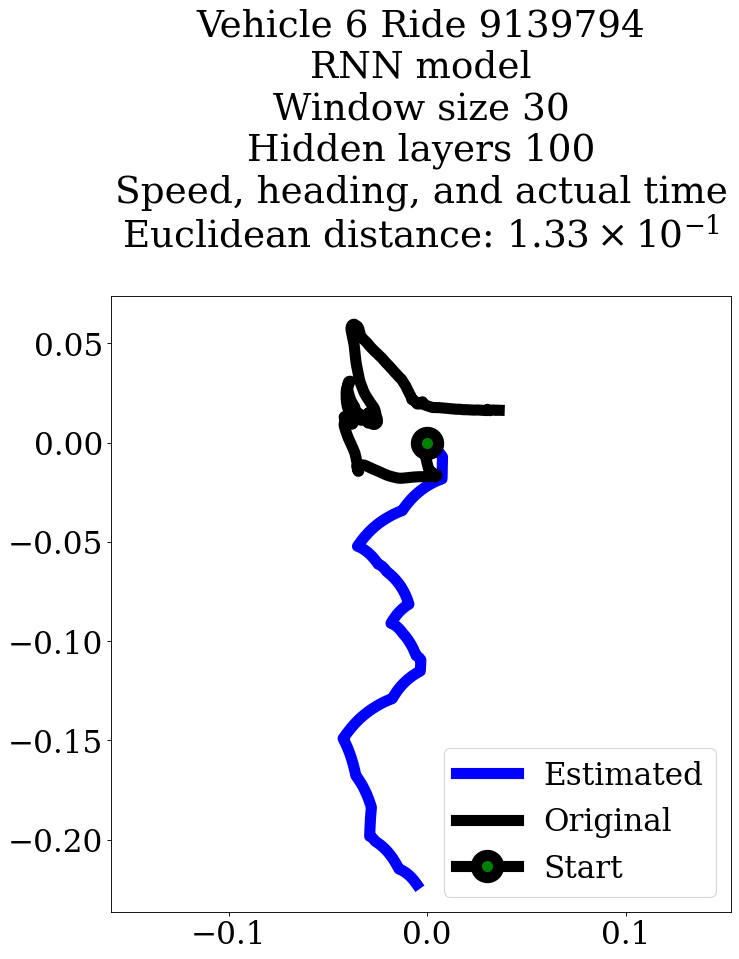 Vehicle 6 Ride 9139794
RNN model
Window size 30
Hidden layers 100
Speed, heading, and actual time
Euclidean distance: 1.33 × 10⁻¹
0.05
0.00
−0.05
−0.10
−0.15
−0.20
Estimated
Original
Start
−0.1
0.0
0.1